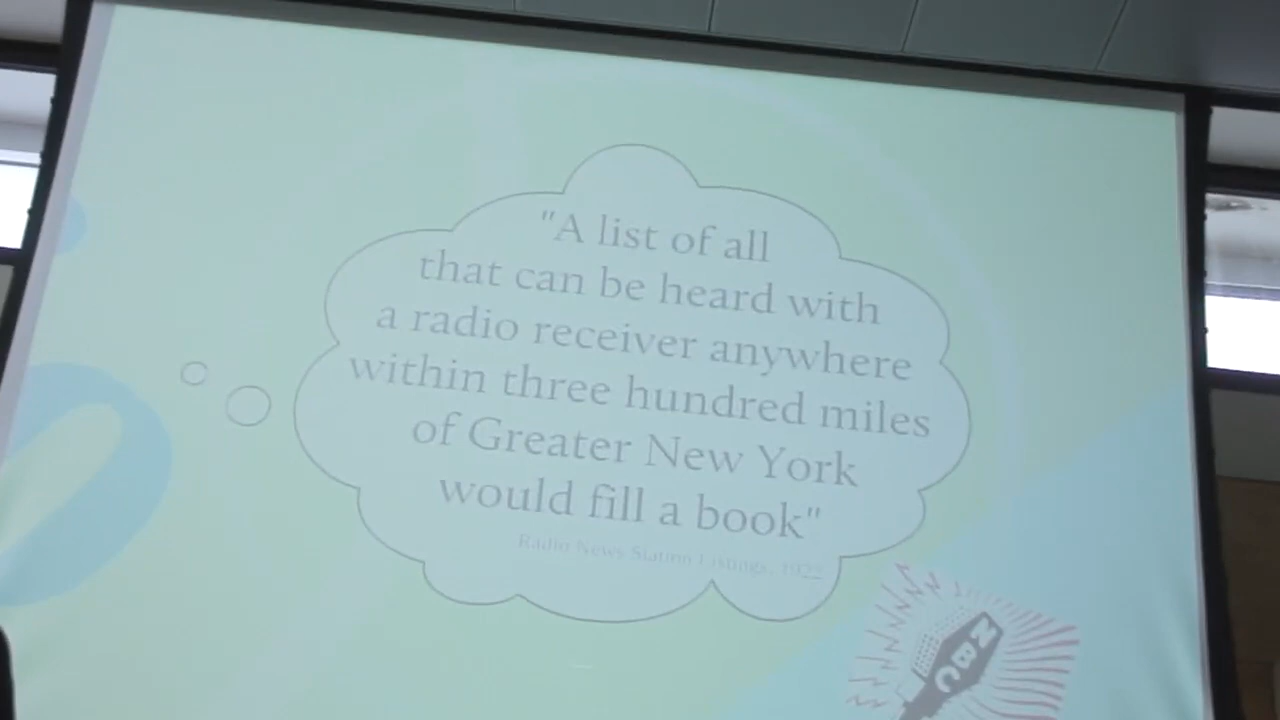 "A list of all
that can be heard with
a radio receiver anywhere
within three hundred miles
of Greater New York
would fill a book"
Radio News Station Listings, 1922
NBC